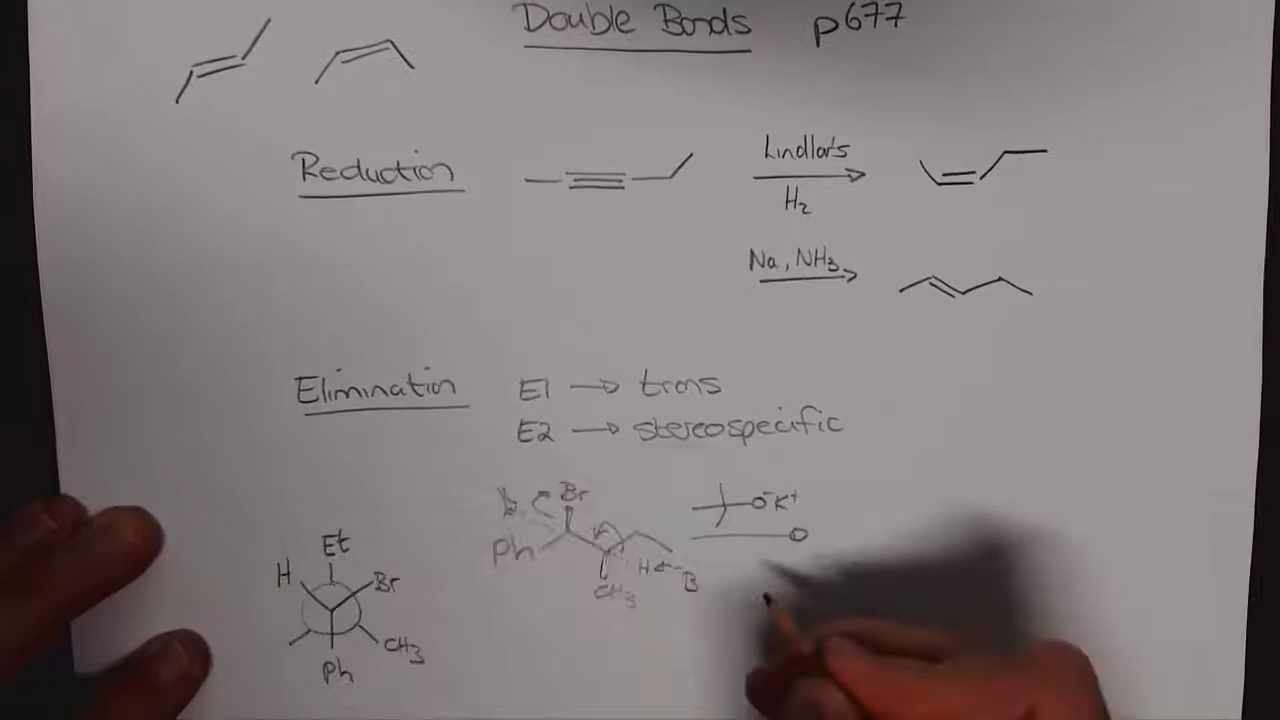 Double Bonds p677
Reduction
Lindlar's
H2
Na, NH3
Elimination E1 → trans
E2 → stereospecific
Br
O⁻K⁺
Ph
H
B
CH3
Et
H
Br
CH3
Ph